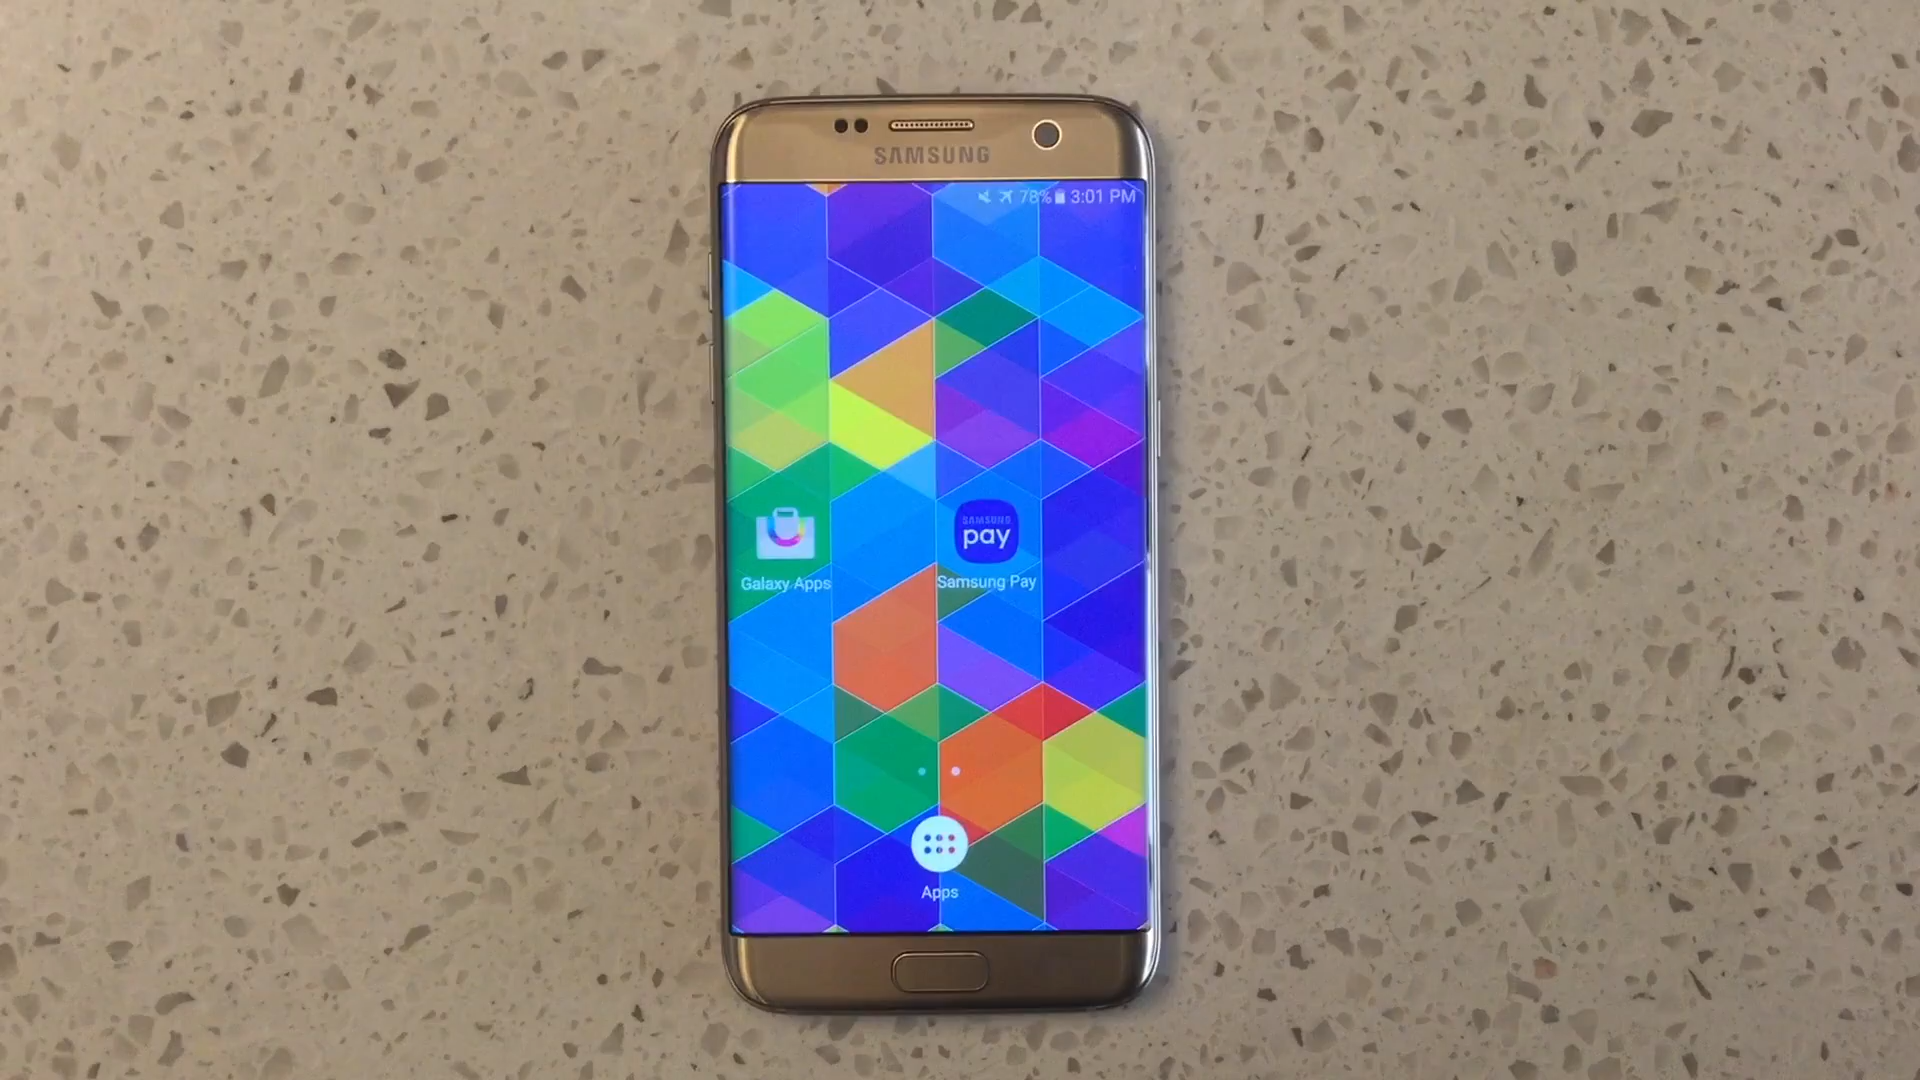 SAMSUNG
78% 3:01 PM
SAMSUNG
pay
Galaxy Apps
Samsung Pay
Apps